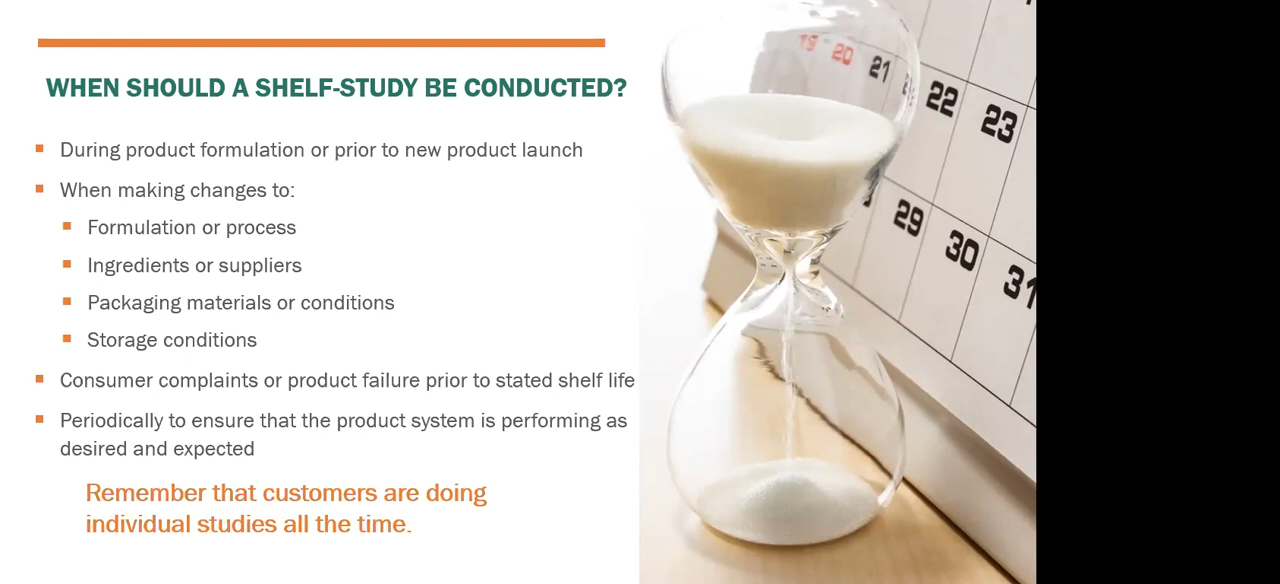 WHEN SHOULD A SHELF-STUDY BE CONDUCTED?
During product formulation or prior to new product launch
When making changes to:
Formulation or process
Ingredients or suppliers
Packaging materials or conditions
Storage conditions
Consumer complaints or product failure prior to stated shelf life
Periodically to ensure that the product system is performing as
desired and expected
Remember that customers are doing
individual studies all the time.
19 20 21 22 23
29 30 31